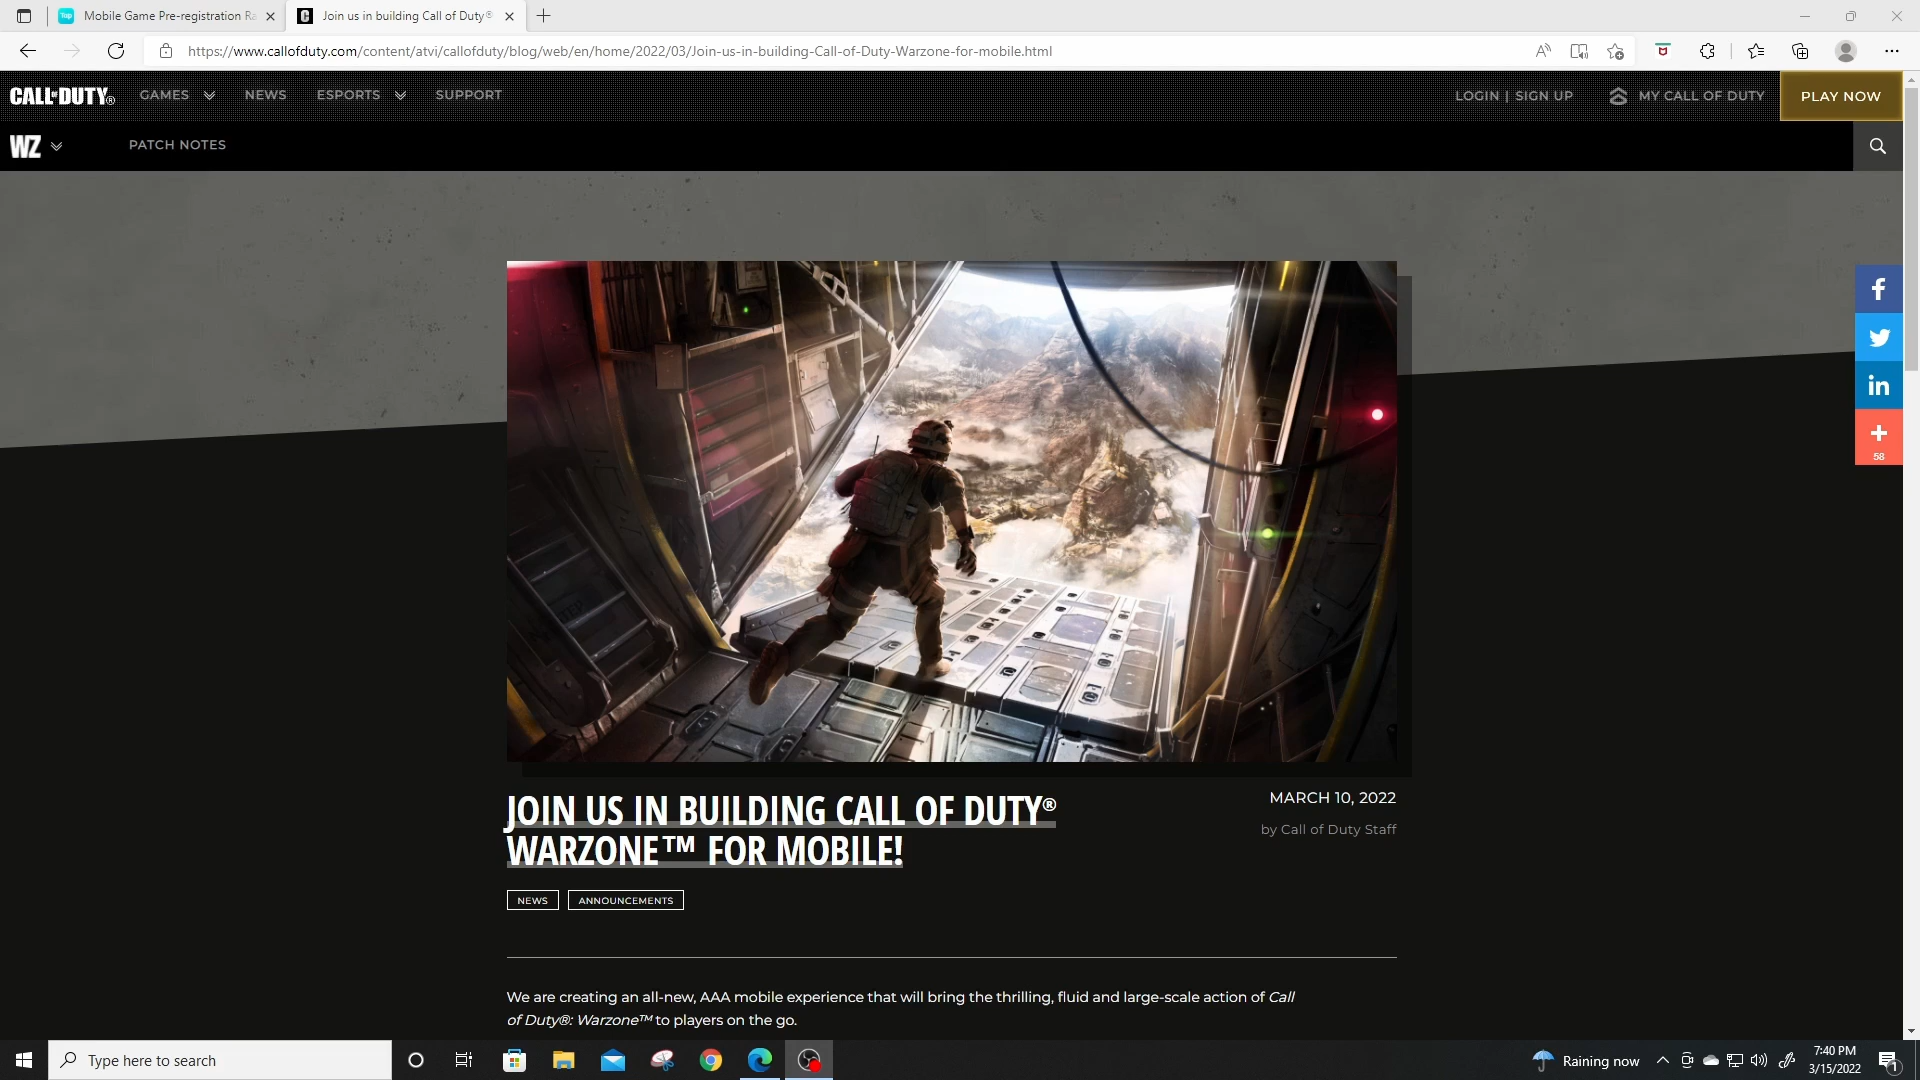 Mobile Game Pre-registration Ra
Join us in building Call of Duty®
https://www.callofduty.com/content/atvi/callofduty/blog/web/en/home/2022/03/Join-us-in-building-Call-of-Duty-Warzone-for-mobile.html
CALL OF DUTY®
GAMES
NEWS
ESPORTS
SUPPORT
LOGIN | SIGN UP
MY CALL OF DUTY
PLAY NOW
WZ
PATCH NOTES
58
JOIN US IN BUILDING CALL OF DUTY®
WARZONE™ FOR MOBILE!
MARCH 10, 2022
by Call of Duty Staff
NEWS
ANNOUNCEMENTS
We are creating an all-new, AAA mobile experience that will bring the thrilling, fluid and large-scale action of Call
of Duty®: Warzone™ to players on the go.
Type here to search
Raining now
7:40 PM
3/15/2022
1